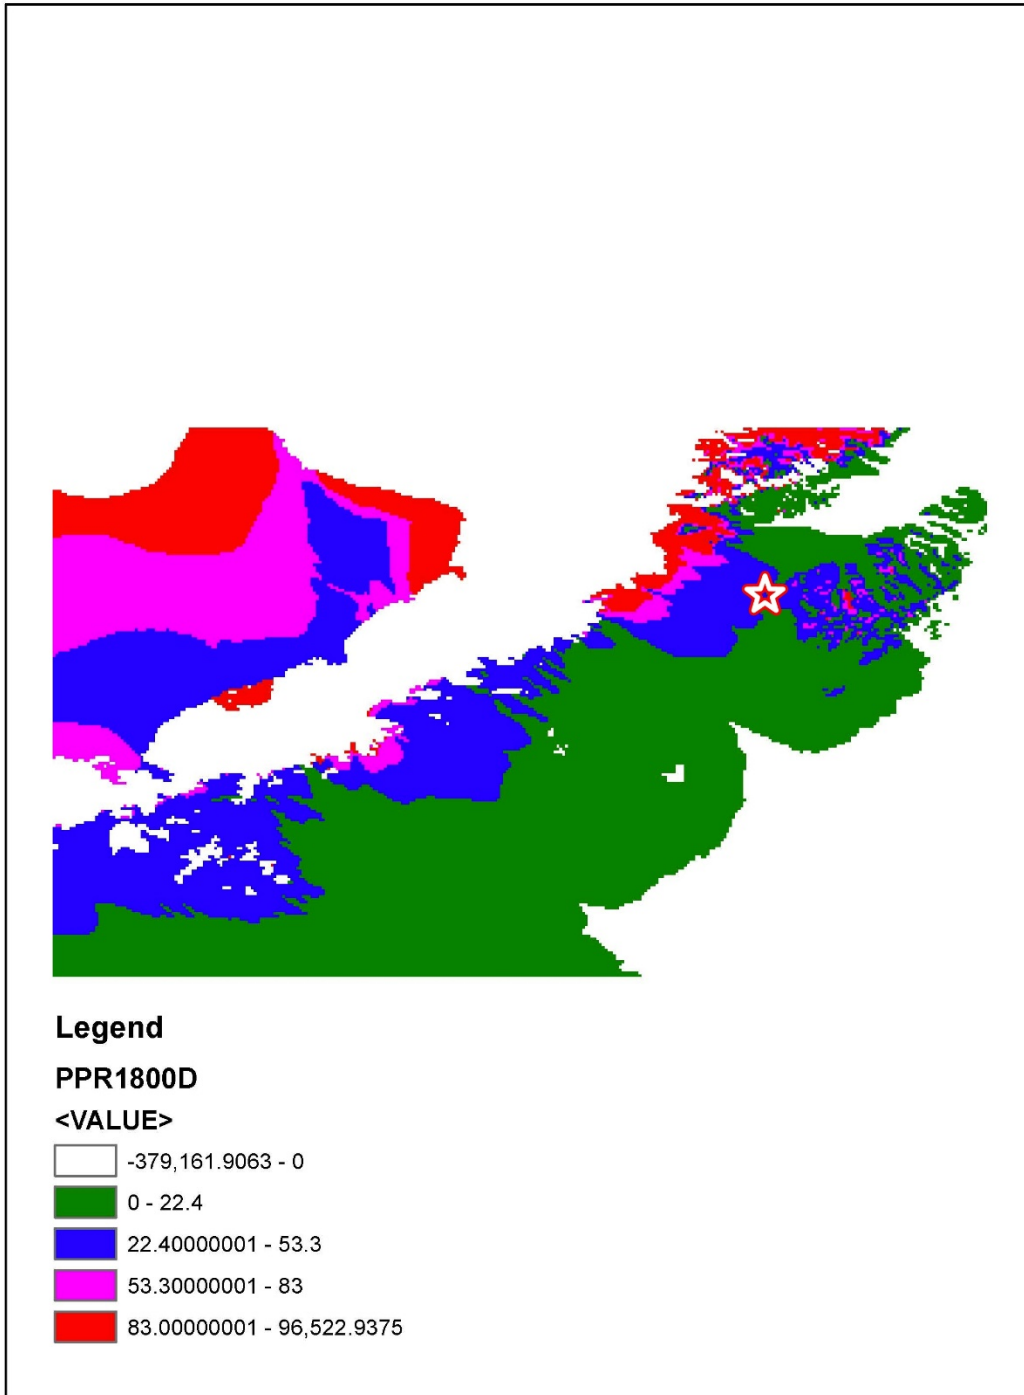 Legend
PPR1800D
<VALUE>
-379,161.9063 - 0
0 - 22.4
22.40000001 - 53.3
53.30000001 - 83
83.00000001 - 96,522.9375